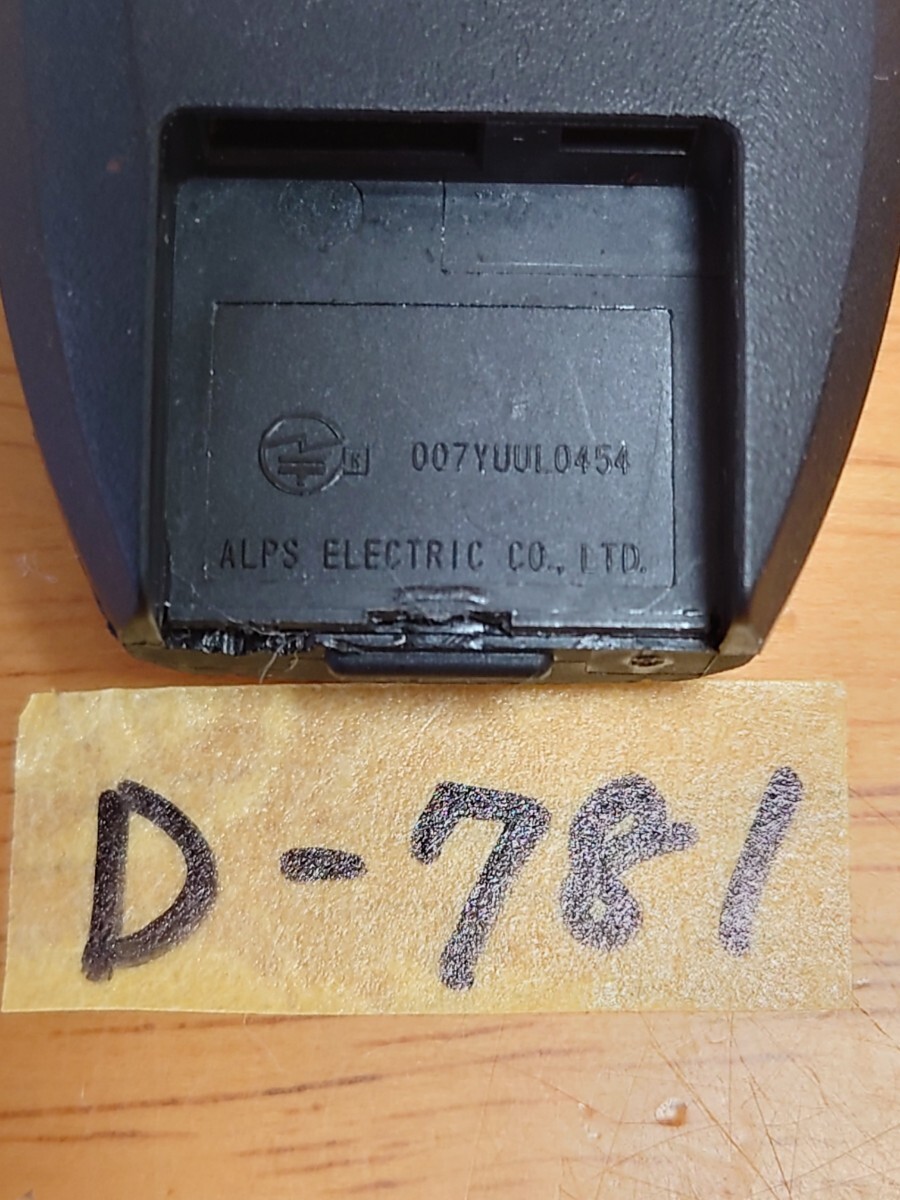 R 007YUUL0454
ALPS ELECTRIC CO., LTD.
D-781